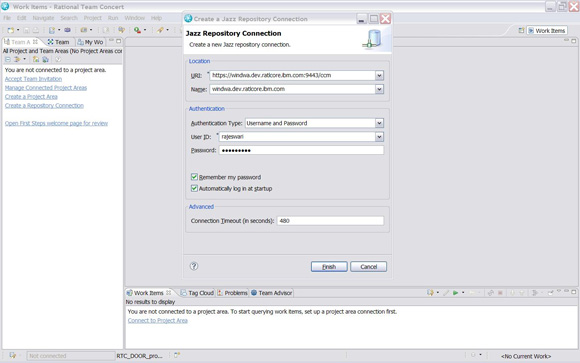 Work Items - Rational Team Concert
File Edit Navigate Search Project Run Window Help
Work Items
Team A
Team
My Wo
All Project and Team Areas (No Project Areas con
You are not connected to a project area.
Accept Team Invitation
Manage Connected Project Areas
Create a Project Area
Create a Repository Connection
Open First Steps welcome page for review
Create a Jazz Repository Connection
Jazz Repository Connection
Create a new Jazz repository connection.
Location
URI: * https://windwa.dev.ratlcore.ibm.com:9443/ccm
Name: windwa.dev.ratlcore.ibm.com
Authentication
Authentication Type: Username and Password
User ID: * rajeswari
Password: •••••••••
Remember my password
Automatically log in at startup
Advanced
Connection Timeout (in seconds): 480
?
Finish Cancel
Work Items Tag Cloud Problems Team Advisor
No results to display
You are not connected to a project area. To start querying work items, set up a project area connection first.
Connect to Project Area
Not connected RTC_DOOR_pro... <No Current Work>